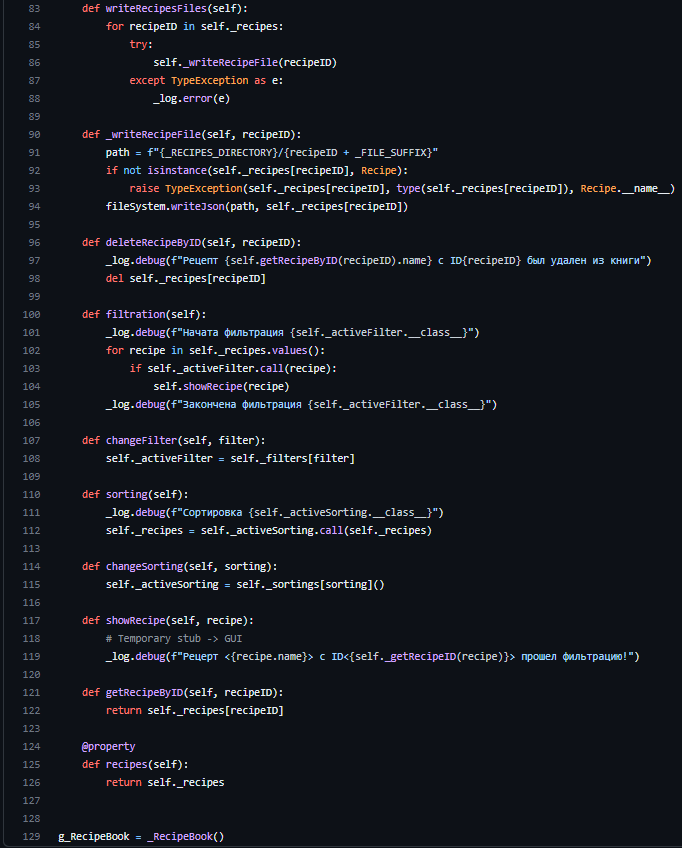 83 def writeRecipesFiles(self):
84 for recipeID in self._recipes:
85 try:
86 self._writeRecipeFile(recipeID)
87 except TypeException as e:
88 _log.error(e)
89
90 def _writeRecipeFile(self, recipeID):
91 path = f"{_RECIPES_DIRECTORY}/{recipeID + _FILE_SUFFIX}"
92 if not isinstance(self._recipes[recipeID], Recipe):
93 raise TypeException(self._recipes[recipeID], type(self._recipes[recipeID]), Recipe.__name__)
94 fileSystem.writeJson(path, self._recipes[recipeID])
95
96 def deleteRecipeByID(self, recipeID):
97 _log.debug(f"Рецепт {self.getRecipeByID(recipeID).name} с ID{recipeID} был удален из книги")
98 del self._recipes[recipeID]
99
100 def filtration(self):
101 _log.debug(f"Начата фильтрация {self._activeFilter.__class__}")
102 for recipe in self._recipes.values():
103 if self._activeFilter.call(recipe):
104 self.showRecipe(recipe)
105 _log.debug(f"Закончена фильтрация {self._activeFilter.__class__}")
106
107 def changeFilter(self, filter):
108 self._activeFilter = self._filters[filter]
109
110 def sorting(self):
111 _log.debug(f"Сортировка {self._activeSorting.__class__}")
112 self._recipes = self._activeSorting.call(self._recipes)
113
114 def changeSorting(self, sorting):
115 self._activeSorting = self._sortings[sorting]()
116
117 def showRecipe(self, recipe):
118 # Temporary stub -> GUI
119 _log.debug(f"Рецерт <{recipe.name}> с ID<{self._getRecipeID(recipe)}> прошел фильтрацию!")
120
121 def getRecipeByID(self, recipeID):
122 return self._recipes[recipeID]
123
124 @property
125 def recipes(self):
126 return self._recipes
127
128
129 g_RecipeBook = _RecipeBook()